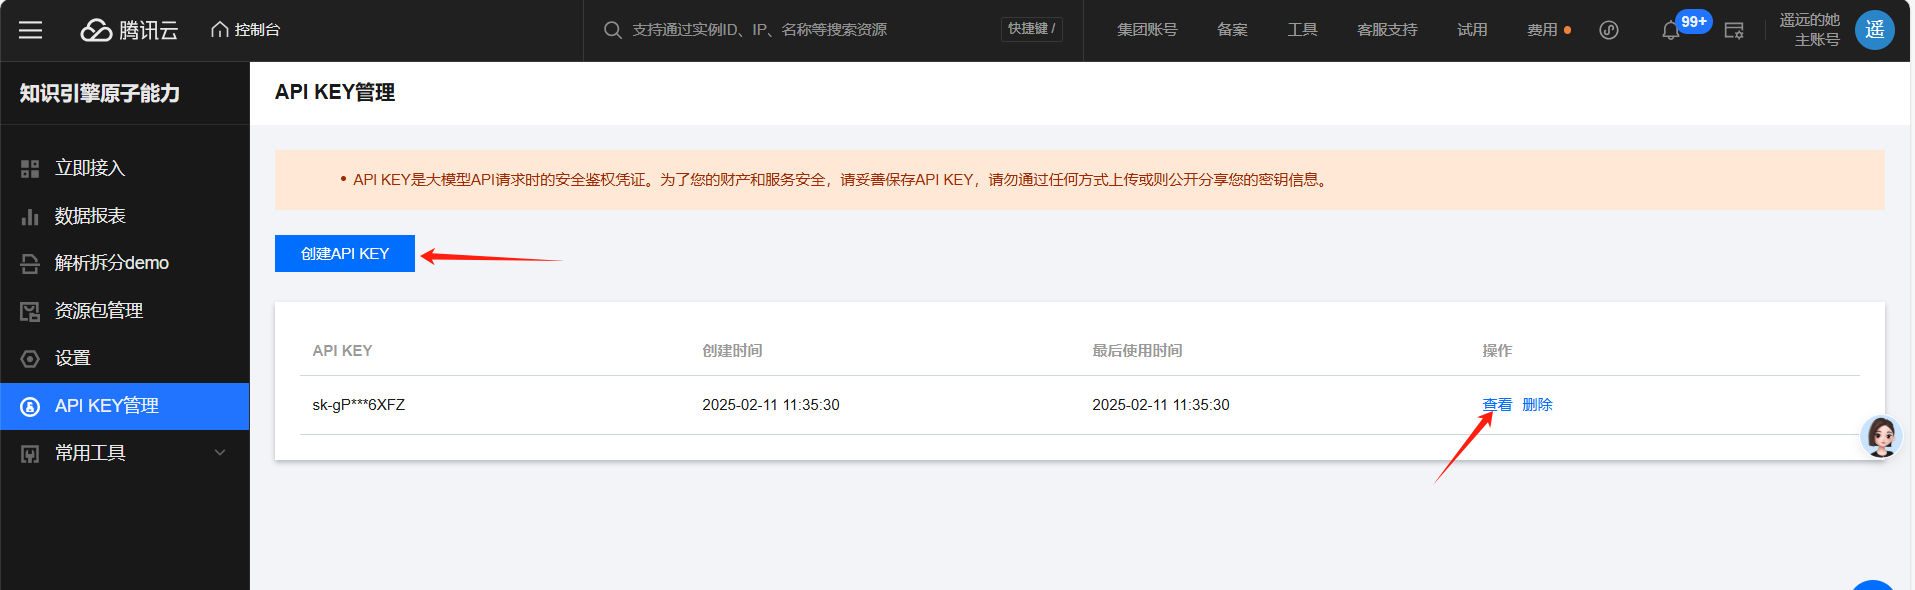 腾讯云
控制台
支持通过实例ID、IP、名称等搜索资源
快捷键 /
集团账号
备案
工具
客服支持
试用
费用
99+
遥远的她
主账号
遥
知识引擎原子能力
立即接入
数据报表
解析拆分demo
资源包管理
设置
API KEY管理
常用工具
API KEY管理
• API KEY是大模型API请求时的安全鉴权凭证。为了您的财产和服务安全，请妥善保存API KEY，请勿通过任何方式上传或则公开分享您的密钥信息。
创建API KEY
API KEY 创建时间 最后使用时间 操作
sk-gP***6XFZ 2025-02-11 11:35:30 2025-02-11 11:35:30 查看 删除